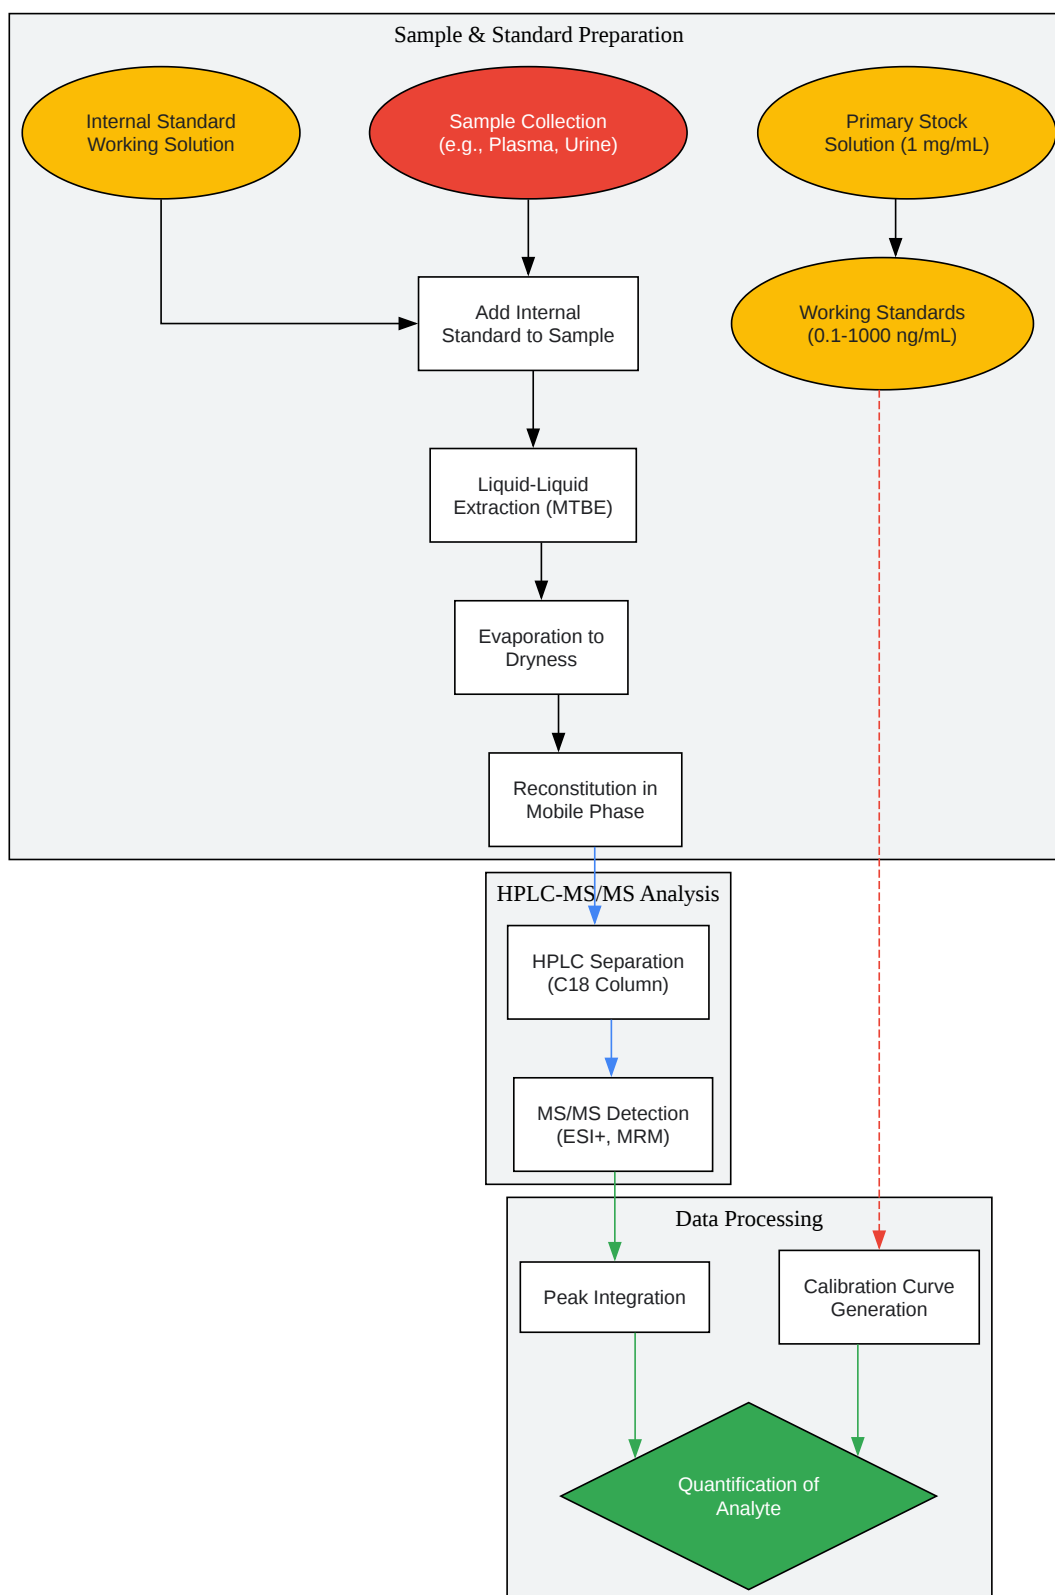 Sample & Standard Preparation
Internal Standard
Working Solution
Sample Collection
(e.g., Plasma, Urine)
Primary Stock
Solution (1 mg/mL)
Add Internal
Standard to Sample
Working Standards
(0.1-1000 ng/mL)
Liquid-Liquid
Extraction (MTBE)
Evaporation to
Dryness
Reconstitution in
Mobile Phase
HPLC-MS/MS Analysis
HPLC Separation
(C18 Column)
MS/MS Detection
(ESI+, MRM)
Data Processing
Peak Integration
Calibration Curve
Generation
Quantification of
Analyte